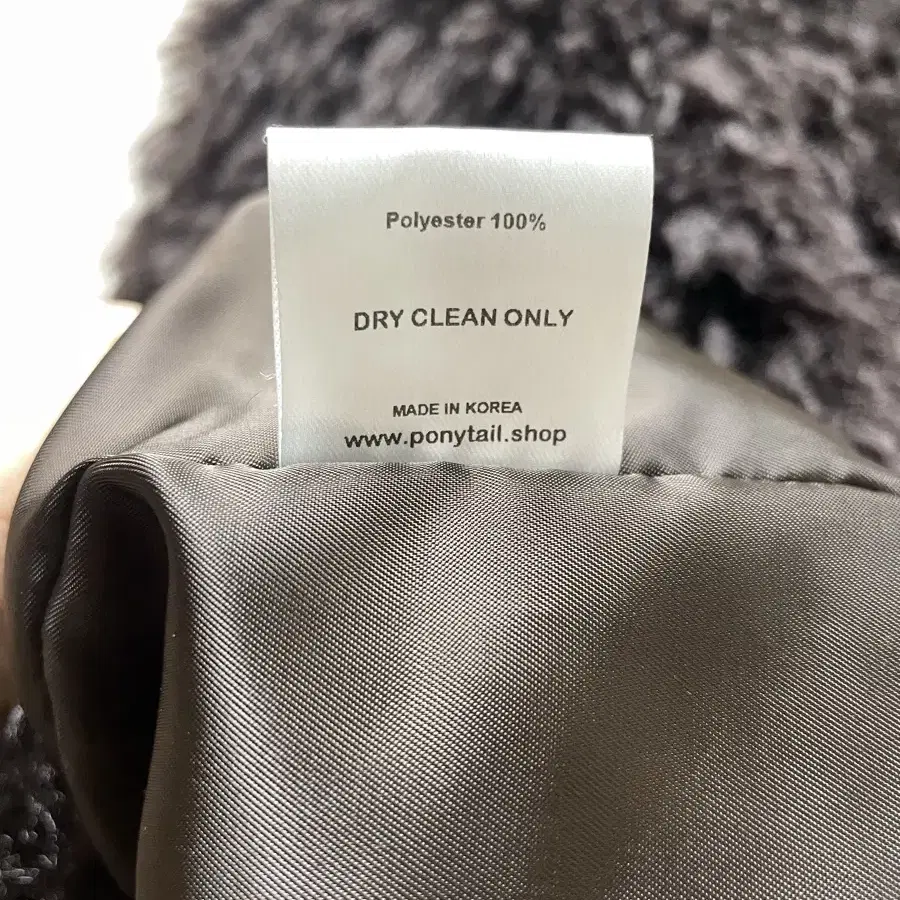 Polyester 100%
DRY CLEAN ONLY
MADE IN KOREA
www.ponytail.shop